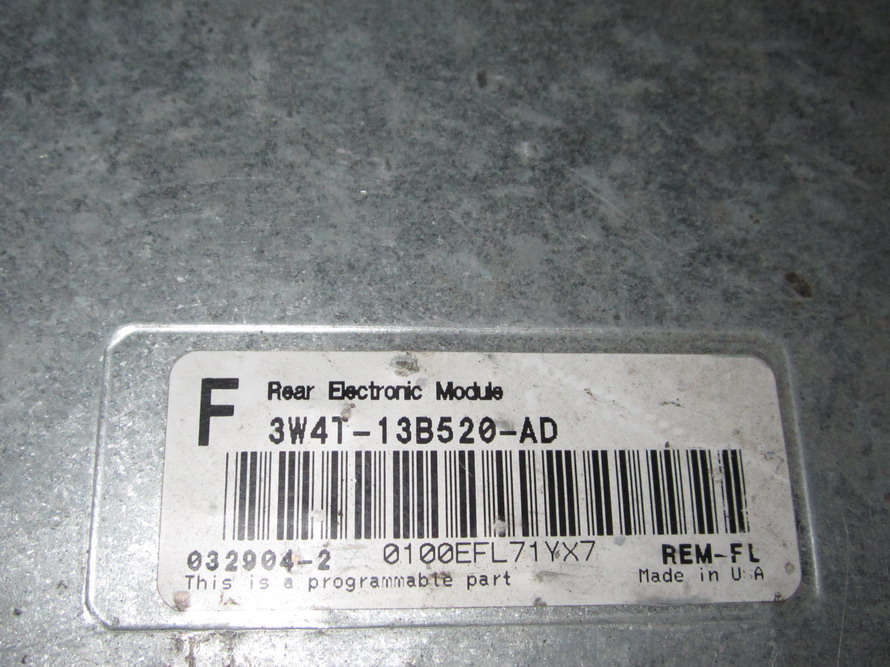 F
Rear Electronic Module
3W4T-13B520-AD
032904-2 0100EFL71YX7 REM-FL
This is a programmable part Made in U A